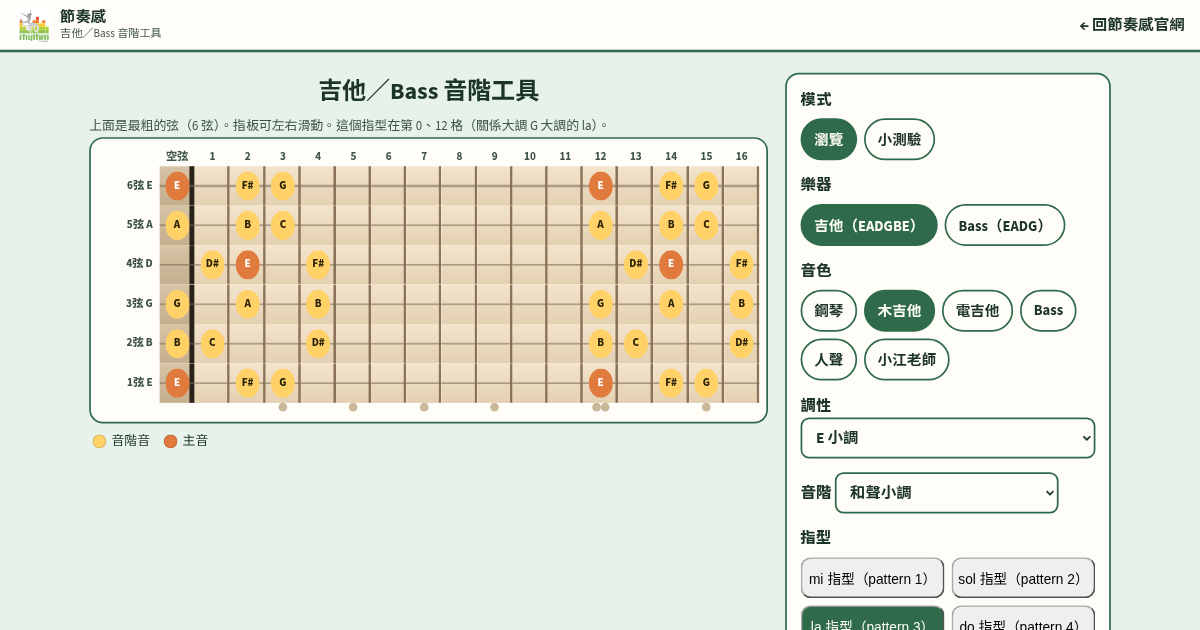 節奏感
吉他／Bass 音階工具
←回節奏感官網
吉他／Bass 音階工具
上面是最粗的弦（6 弦）。指板可左右滑動。這個指型在第 0、12 格（關係大調 G 大調的 la）。
空弦 1 2 3 4 5 6 7 8 9 10 11 12 13 14 15 16
6弦 E E F# G E F# G
5弦 A A B C A B C
4弦 D D# E F# D# E F#
3弦 G G A B G A B
2弦 B B C D# B C D#
1弦 E E F# G E F# G
音階音 主音
模式
瀏覽 小測驗
樂器
吉他（EADGBE） Bass（EADG）
音色
鋼琴 木吉他 電吉他 Bass
人聲 小江老師
調性
E 小調
音階 和聲小調
指型
mi 指型（pattern 1） sol 指型（pattern 2）
la 指型（pattern 3） do 指型（pattern 4）